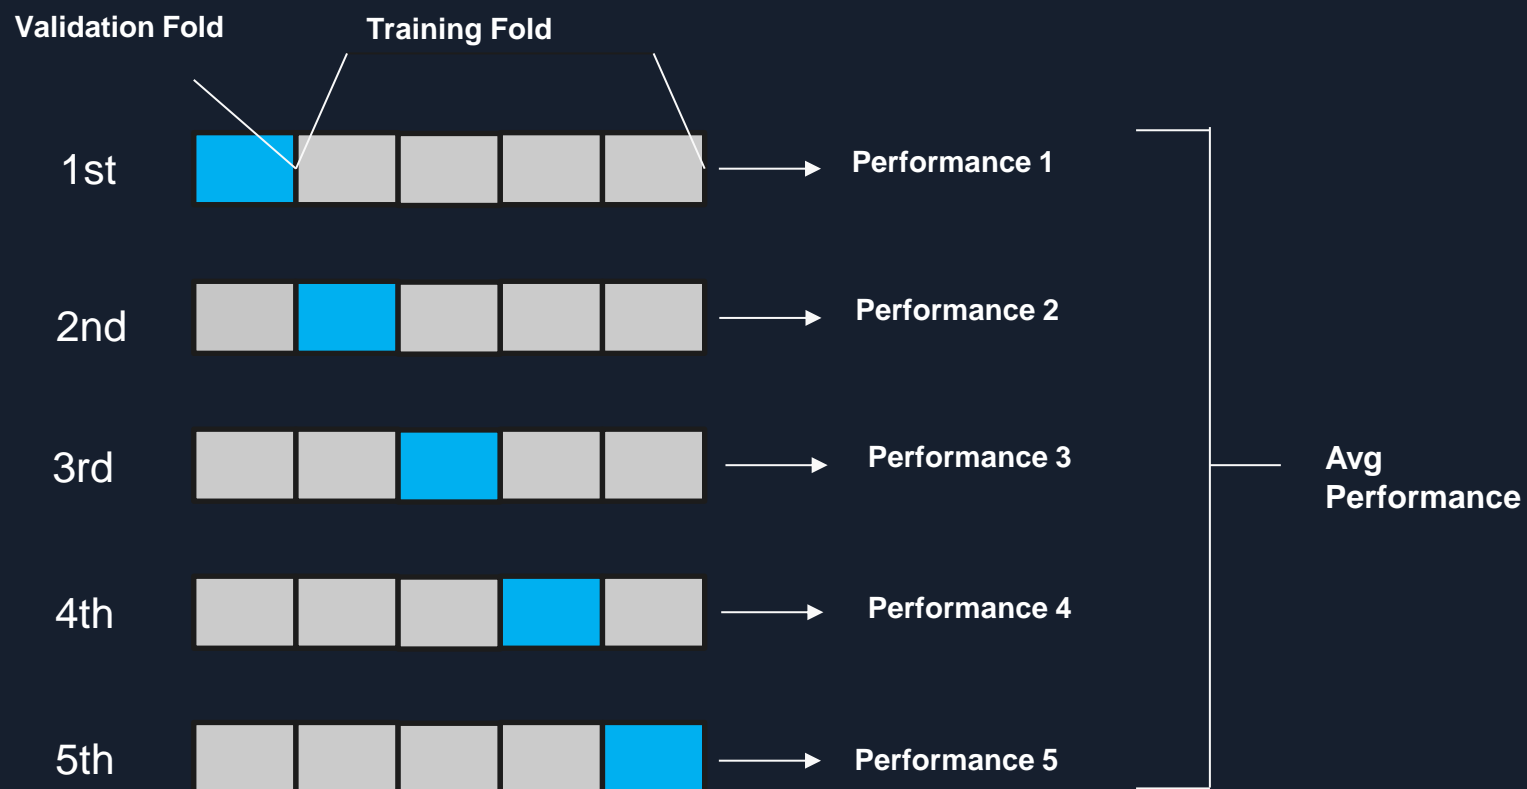 Validation Fold
Training Fold
1st
Performance 1
2nd
Performance 2
3rd
Performance 3
Avg
Performance
4th
Performance 4
5th
Performance 5